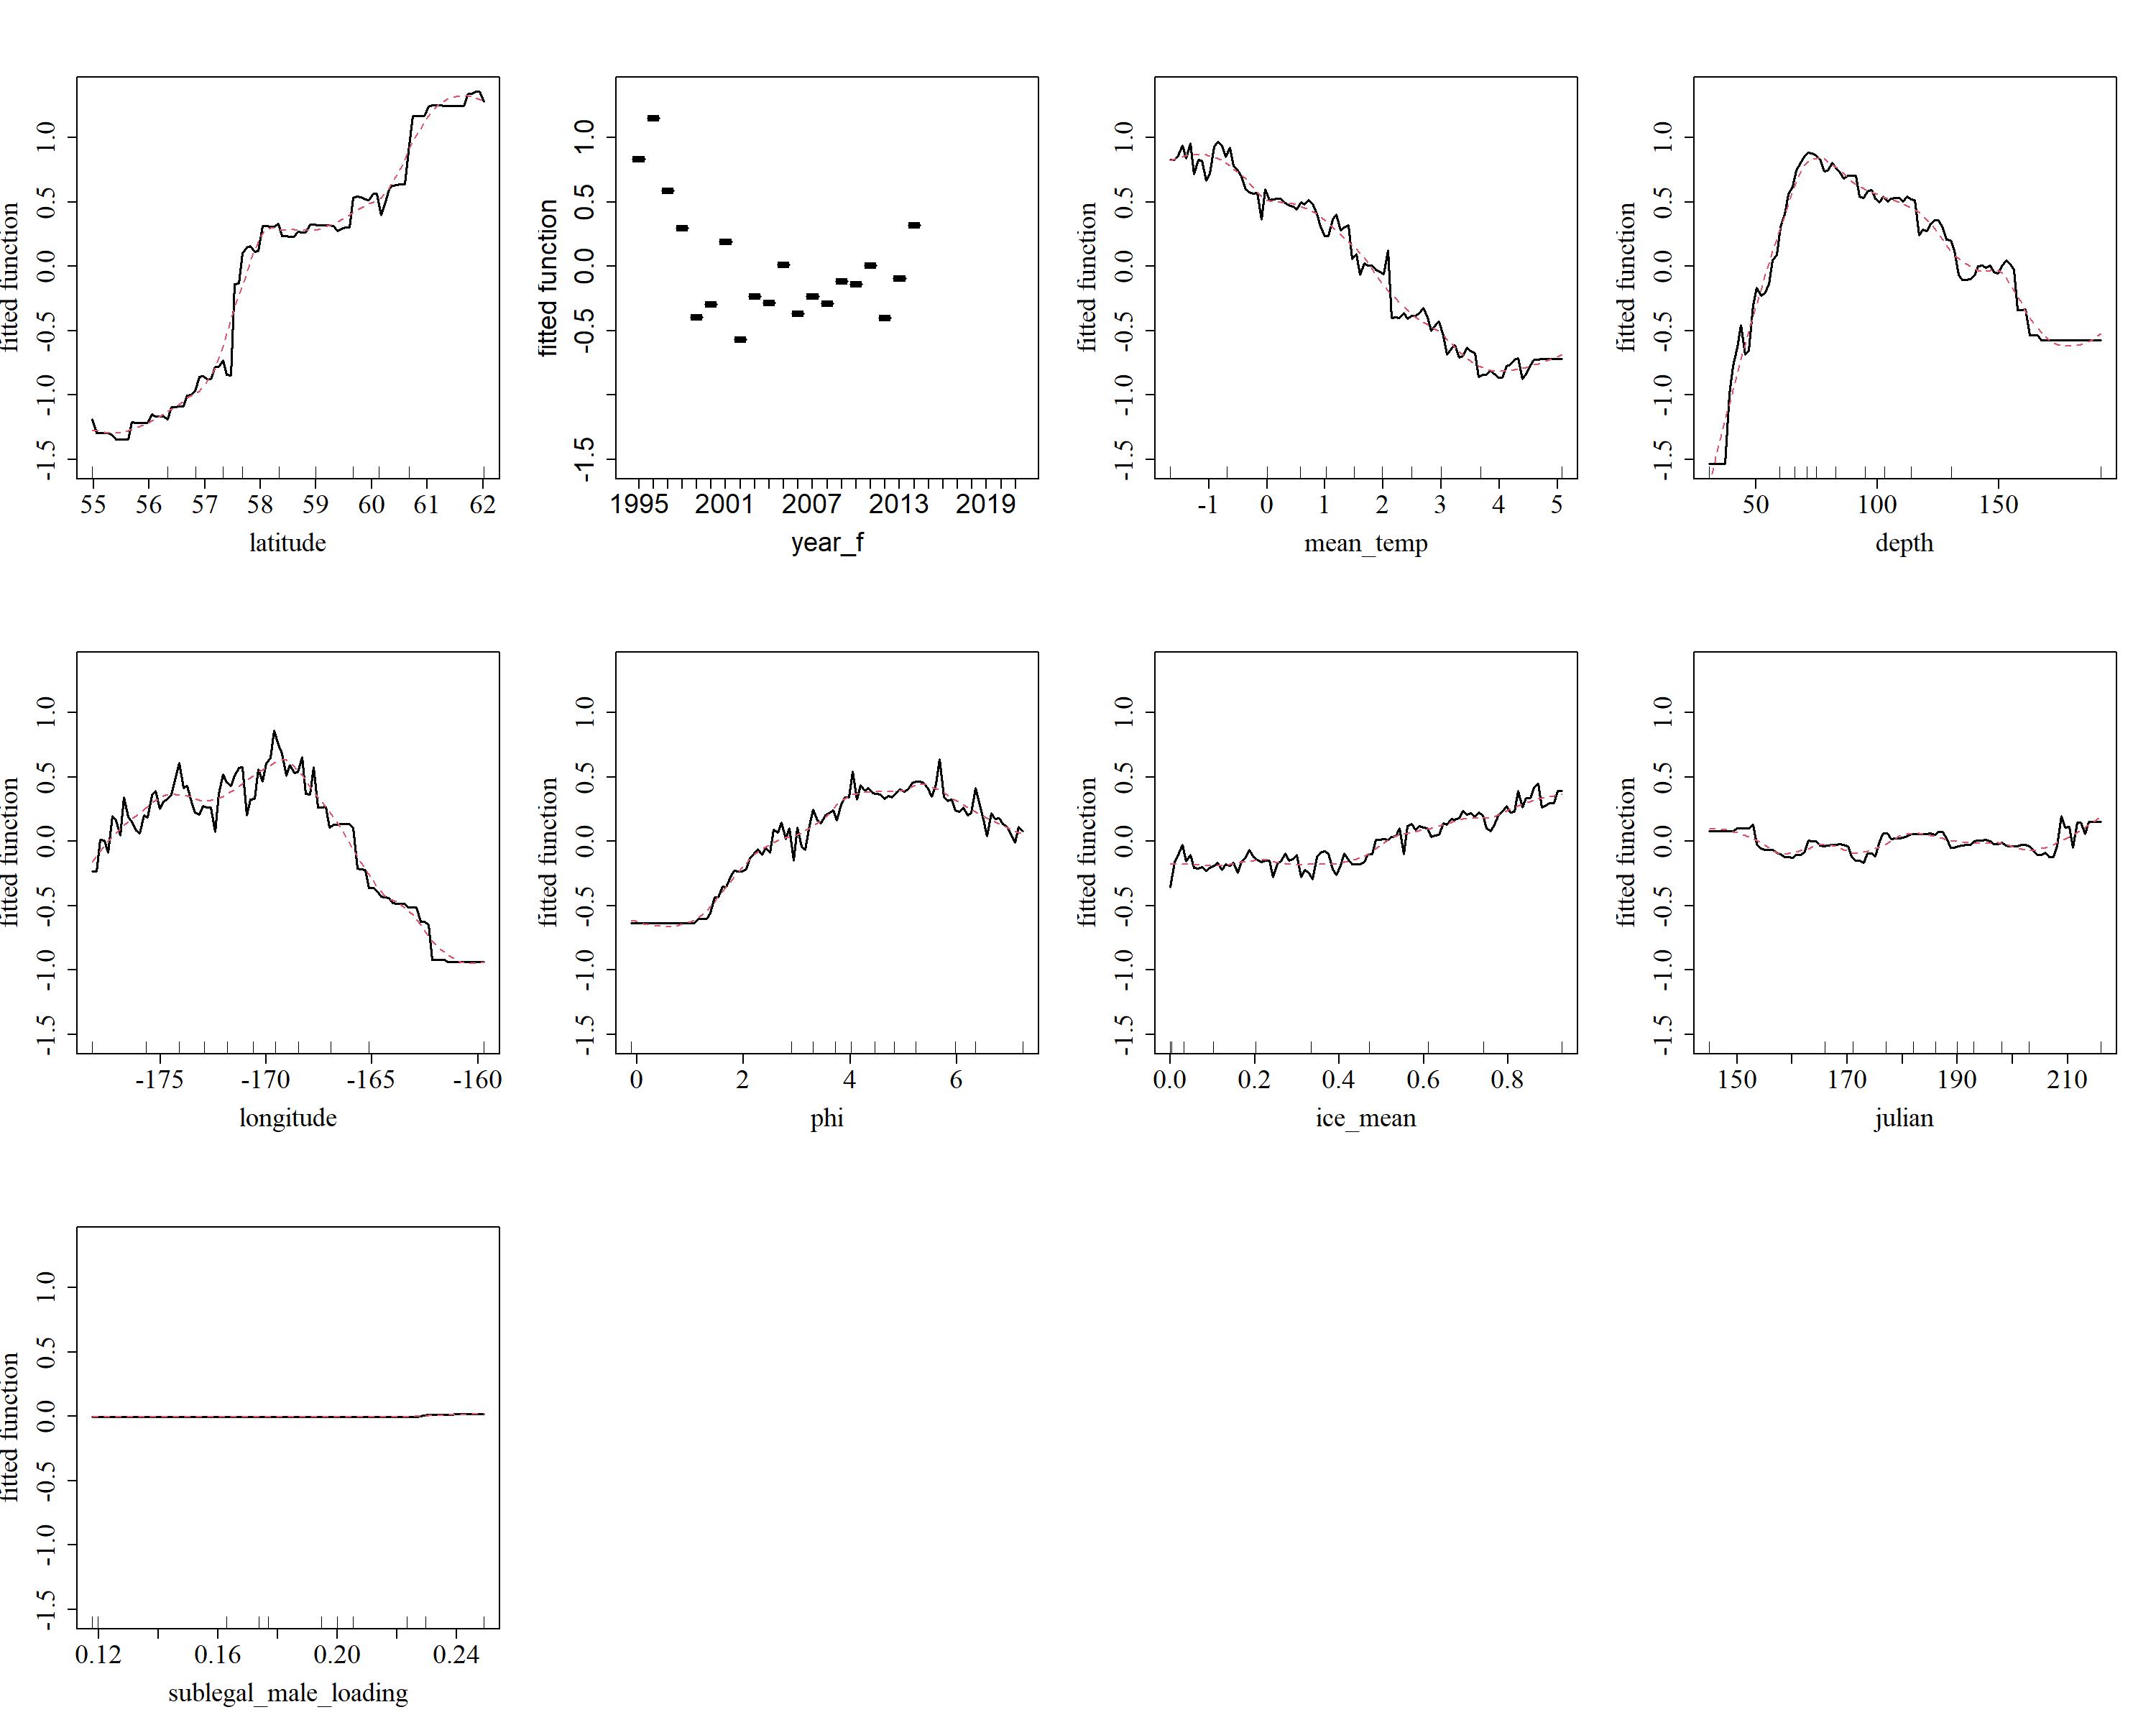 fitted function
-1.5 -1.0 -0.5 0.0 0.5 1.0
55 56 57 58 59 60 61 62
latitude
fitted function
-1.5 -0.5 0.0 0.5 1.0
1995 2001 2007 2013 2019
year_f
fitted function
-1.5 -1.0 -0.5 0.0 0.5 1.0
-1 0 1 2 3 4 5
mean_temp
fitted function
-1.5 -1.0 -0.5 0.0 0.5 1.0
50 100 150
depth
fitted function
-1.5 -1.0 -0.5 0.0 0.5 1.0
-175 -170 -165 -160
longitude
fitted function
-1.5 -1.0 -0.5 0.0 0.5 1.0
0 2 4 6
phi
fitted function
-1.5 -1.0 -0.5 0.0 0.5 1.0
0.0 0.2 0.4 0.6 0.8
ice_mean
fitted function
-1.5 -1.0 -0.5 0.0 0.5 1.0
150 170 190 210
julian
fitted function
-1.5 -1.0 -0.5 0.0 0.5 1.0
0.12 0.16 0.20 0.24
sublegal_male_loading